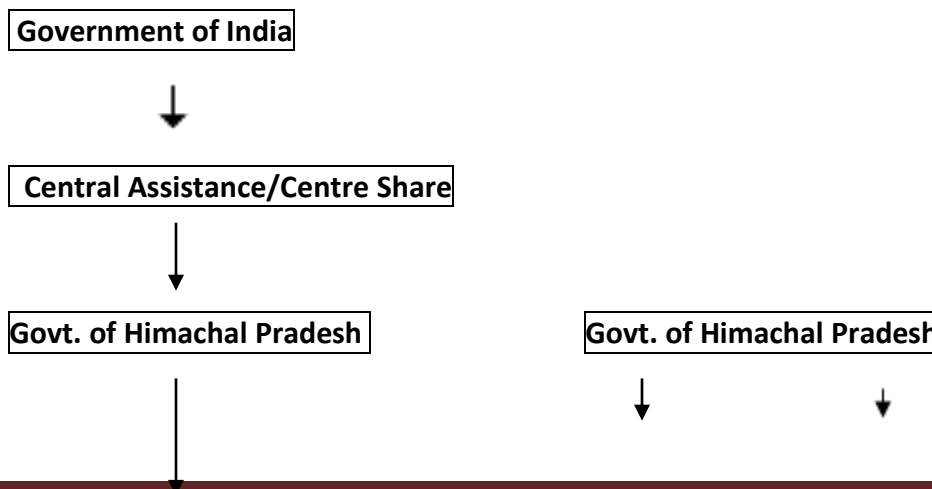 Government of India
Central Assistance/Centre Share
Govt. of Himachal Pradesh
Govt. of Himachal Pradesh